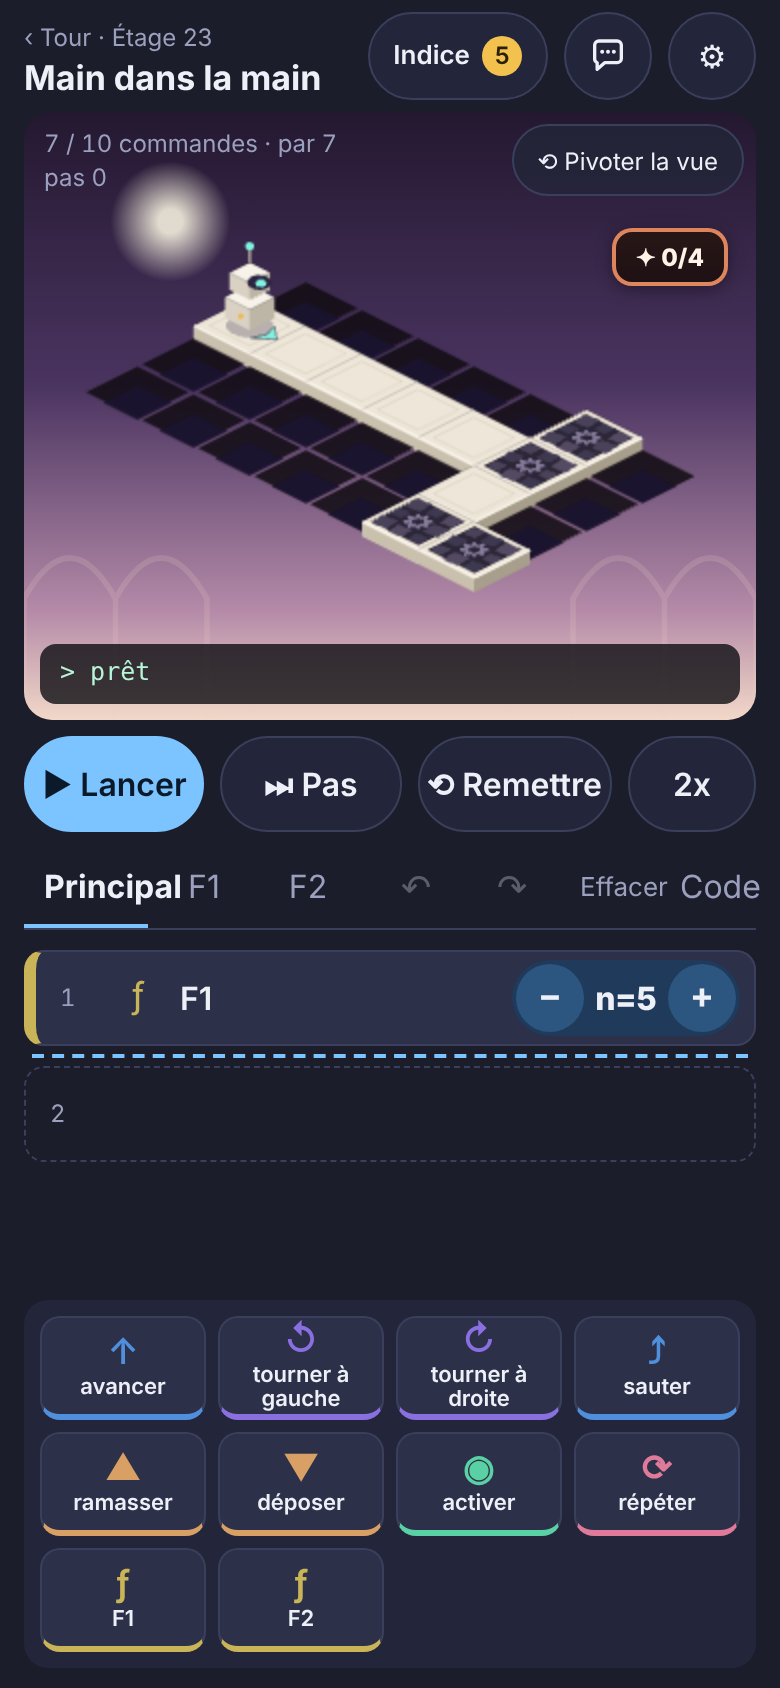 ‹ Tour · Étage 23
Main dans la main
Indice 5
7 / 10 commandes · par 7
pas 0
⟲ Pivoter la vue
✦ 0/4
> prêt
▶ Lancer
⏭ Pas
⟲ Remettre
2x
Principal
F1
F2
↶
↷
Effacer
Code
1 ƒ F1 − n=5 +
2
avancer
tourner à gauche
tourner à droite
sauter
ramasser
déposer
activer
répéter
ƒ
F1
ƒ
F2